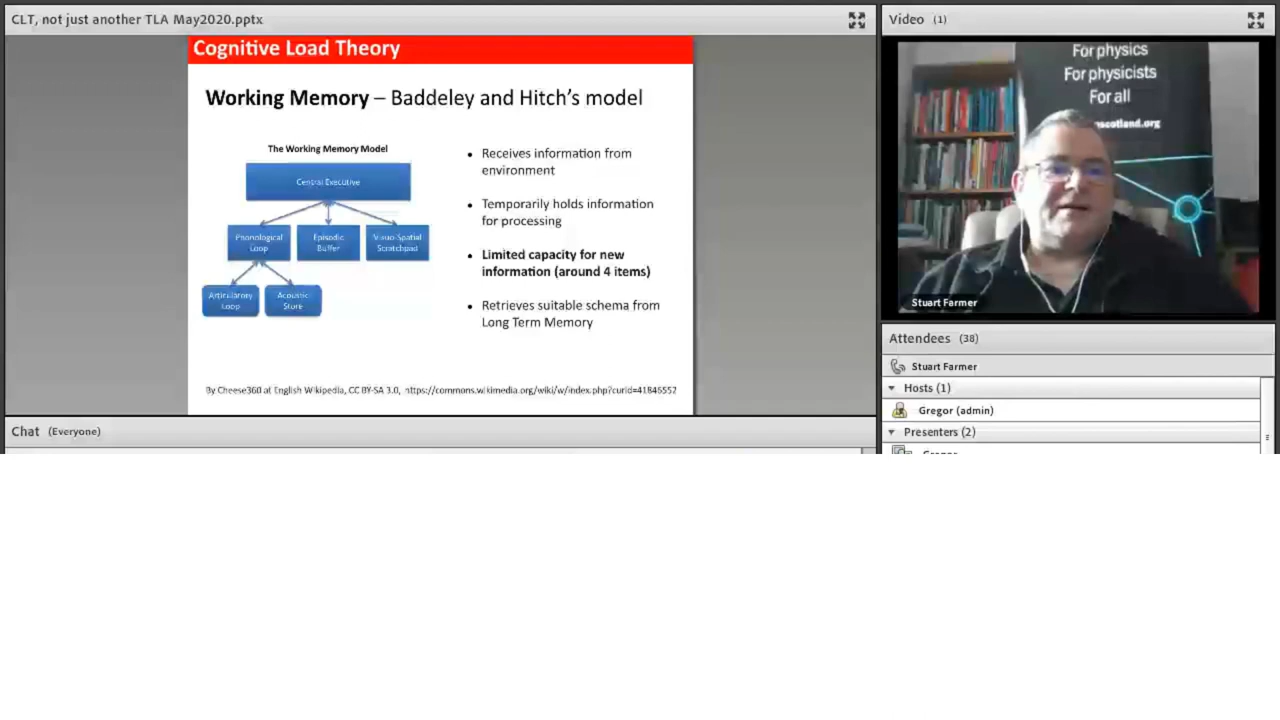 CLT, not just another TLA May2020.pptx
Cognitive Load Theory
Working Memory – Baddeley and Hitch's model
The Working Memory Model
Central Executive
Phonological
Loop
Episodic
Buffer
Visuo-Spatial
Scratchpad
Articulatory
Loop
Acoustic
Store
• Receives information from
environment
• Temporarily holds information
for processing
• Limited capacity for new
information (around 4 items)
• Retrieves suitable schema from
Long Term Memory
By Cheese360 at English Wikipedia, CC BY-SA 3.0, https://commons.wikimedia.org/wiki/w/index.php?curid=41845557
Chat (Everyone)
Video (1)
For physics
For physicists
For all
scotland.org
Stuart Farmer
Attendees (38)
Stuart Farmer
Hosts (1)
Gregor (admin)
Presenters (2)
Gregor